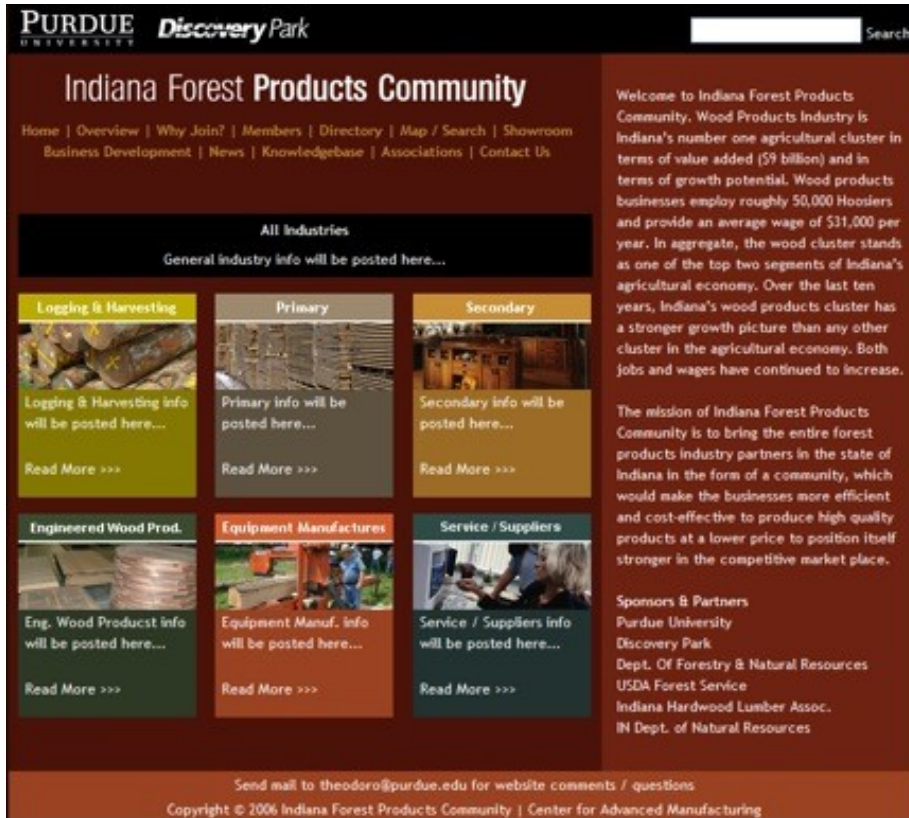 PURDUE
UNIVERSITY
Discovery Park
Search
Indiana Forest Products Community
Home | Overview | Why Join? | Members | Directory | Map / Search | Showroom
Business Development | News | Knowledgebase | Associations | Contact Us
All Industries
General industry info will be posted here...
Logging & Harvesting
Logging & Harvesting info
will be posted here...
Read More >>>
Primary
Primary info will be
posted here...
Read More >>>
Secondary
Secondary info will be
posted here...
Read More >>>
Engineered Wood Prod.
Eng. Wood Producst info
will be posted here...
Read More >>>
Equipment Manufactures
Equipment Manuf. info
will be posted here...
Read More >>>
Service / Suppliers
Service / Suppliers info
will be posted here...
Read More >>>
Welcome to Indiana Forest Products
Community. Wood Products Industry is
Indiana's number one agricultural cluster in
terms of value added ($9 billion) and in
terms of growth potential. Wood products
businesses employ roughly 50,000 Hoosiers
and provide an average wage of $31,000 per
year. In aggregate, the wood cluster stands
as one of the top two segments of Indiana's
agricultural economy. Over the last ten
years, Indiana's wood products cluster has
a stronger growth picture than any other
cluster in the agricultural economy. Both
jobs and wages have continued to increase.
The mission of Indiana Forest Products
Community is to bring the entire forest
products industry partners in the state of
Indiana in the form of a community, which
would make the businesses more efficient
and cost-effective to produce high quality
products at a lower price to position itself
stronger in the competitive market place.
Sponsors & Partners
Purdue University
Discovery Park
Dept. Of Forestry & Natural Resources
USDA Forest Service
Indiana Hardwood Lumber Assoc.
IN Dept. of Natural Resources
Send mail to theodoro@purdue.edu for website comments / questions
Copyright © 2006 Indiana Forest Products Community | Center for Advanced Manufacturing